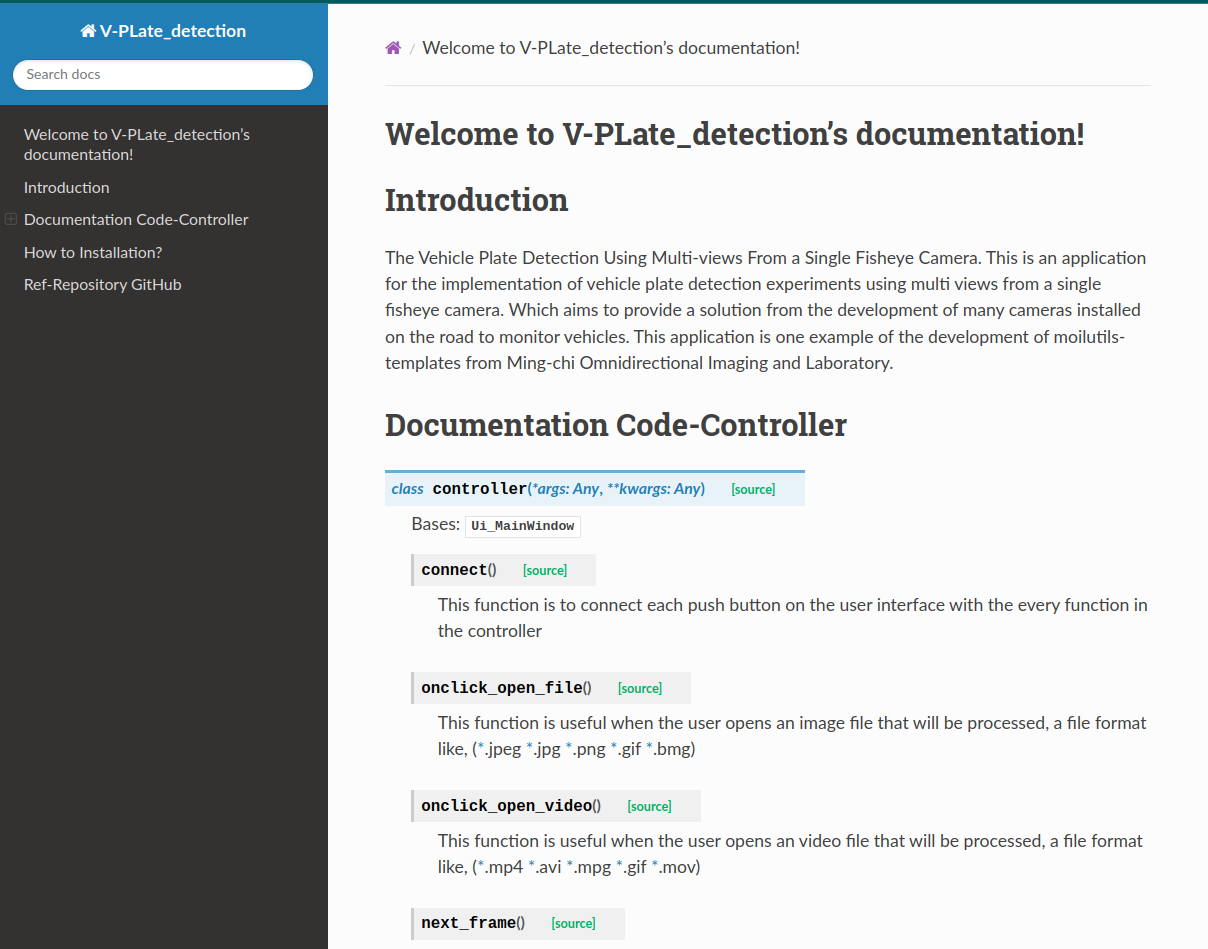 V-PLate_detection
Search docs
Welcome to V-PLate_detection’s
documentation!
Introduction
Documentation Code-Controller
How to Installation?
Ref-Repository GitHub
/ Welcome to V-PLate_detection’s documentation!
Welcome to V-PLate_detection’s documentation!
Introduction
The Vehicle Plate Detection Using Multi-views From a Single Fisheye Camera. This is an application
for the implementation of vehicle plate detection experiments using multi views from a single
fisheye camera. Which aims to provide a solution from the development of many cameras installed
on the road to monitor vehicles. This application is one example of the development of moilutils-
templates from Ming-chi Omnidirectional Imaging and Laboratory.
Documentation Code-Controller
class controller(*args: Any, **kwargs: Any) [source]
Bases: Ui_MainWindow
connect() [source]
This function is to connect each push button on the user interface with the every function in
the controller
onclick_open_file() [source]
This function is useful when the user opens an image file that will be processed, a file format
like, (*.jpeg *.jpg *.png *.gif *.bmg)
onclick_open_video() [source]
This function is useful when the user opens an video file that will be processed, a file format
like, (*.mp4 *.avi *.mpg *.gif *.mov)
next_frame() [source]